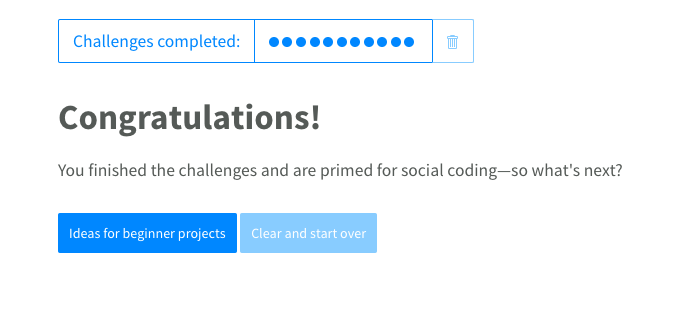 Challenges completed:
Congratulations!
You finished the challenges and are primed for social coding—so what's next?
Ideas for beginner projects
Clear and start over